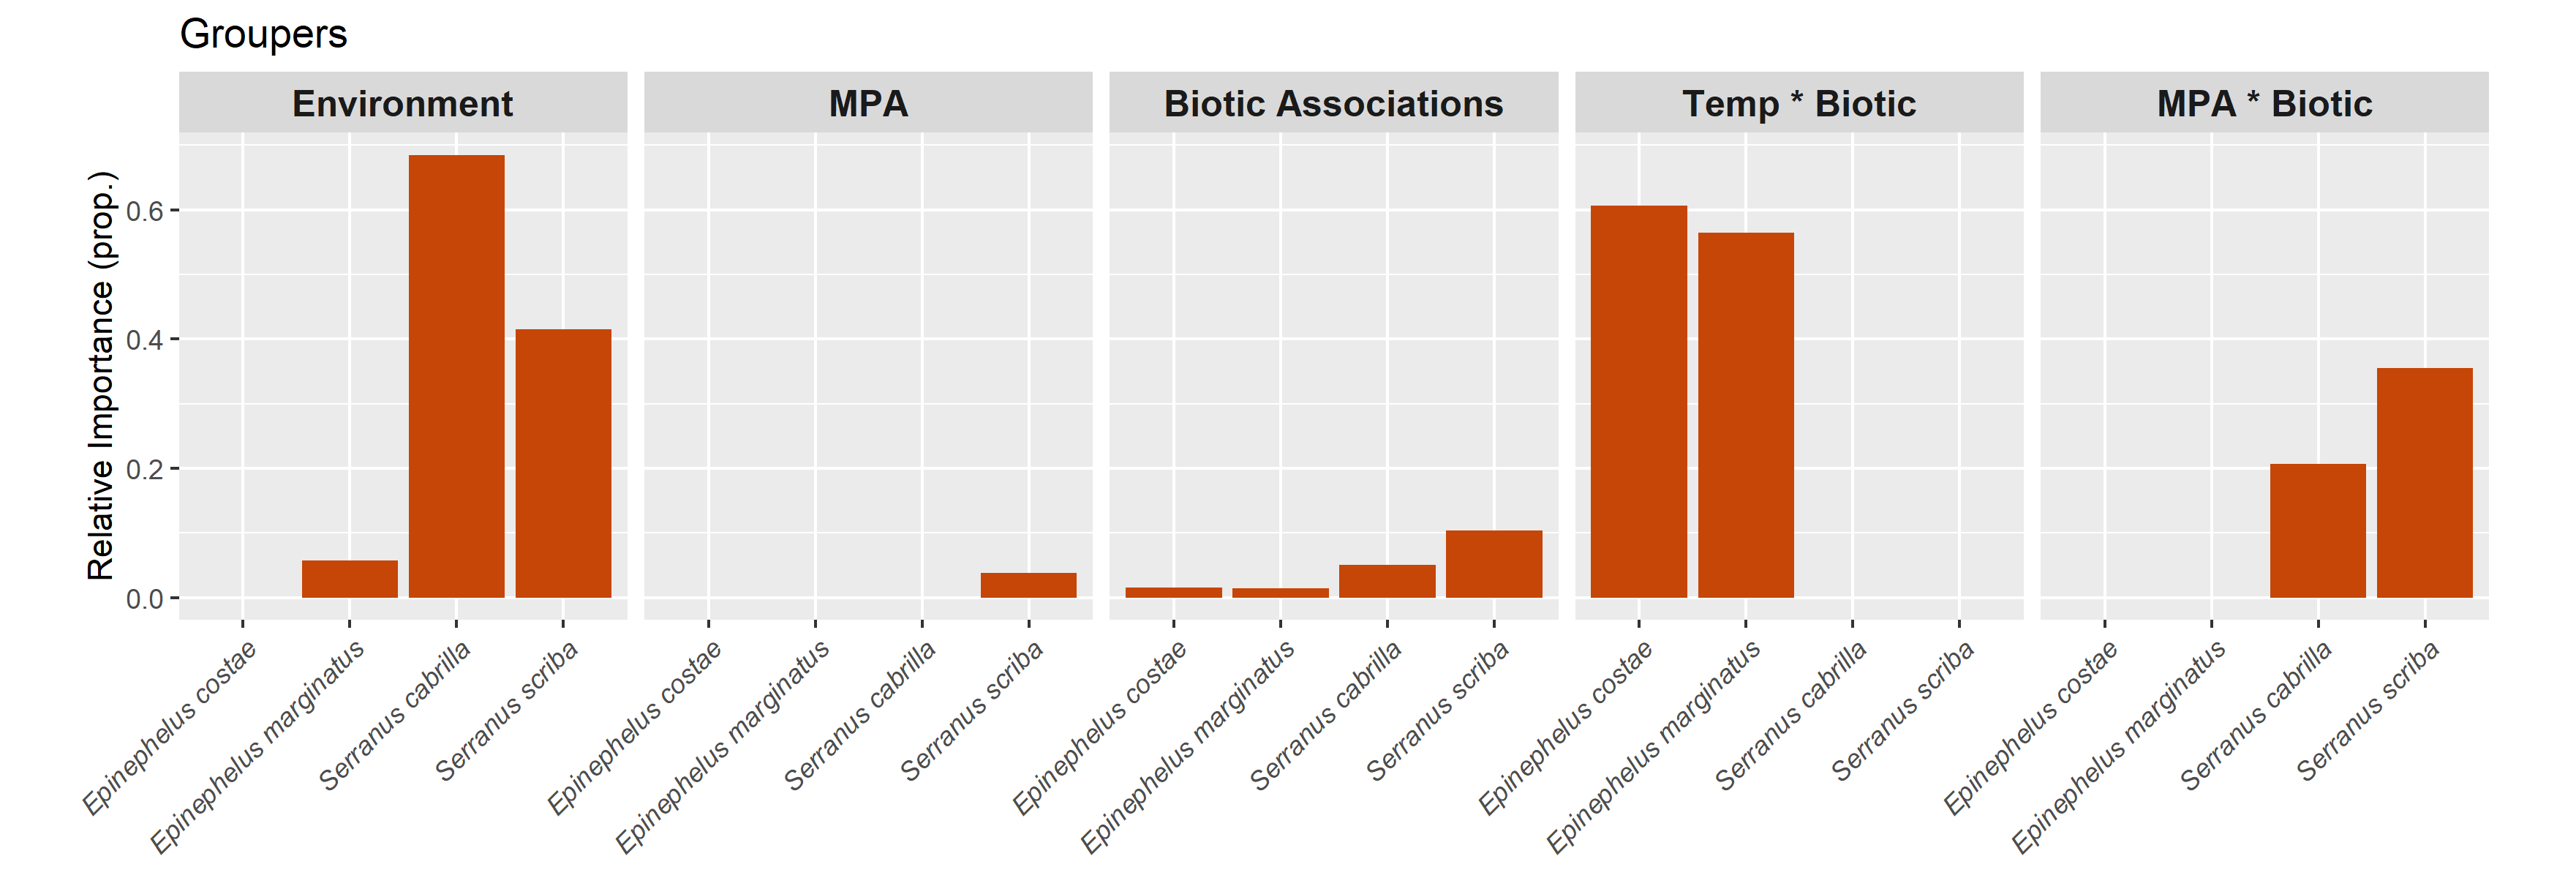 Groupers
Environment
MPA
Biotic Associations
Temp * Biotic
MPA * Biotic
Relative Importance (prop.)
0.6
0.4
0.2
0.0
Epinephelus costae
Epinephelus marginatus
Serranus cabrilla
Serranus scriba
Epinephelus costae
Epinephelus marginatus
Serranus cabrilla
Serranus scriba
Epinephelus costae
Epinephelus marginatus
Serranus cabrilla
Serranus scriba
Epinephelus costae
Epinephelus marginatus
Serranus cabrilla
Serranus scriba
Epinephelus costae
Epinephelus marginatus
Serranus cabrilla
Serranus scriba